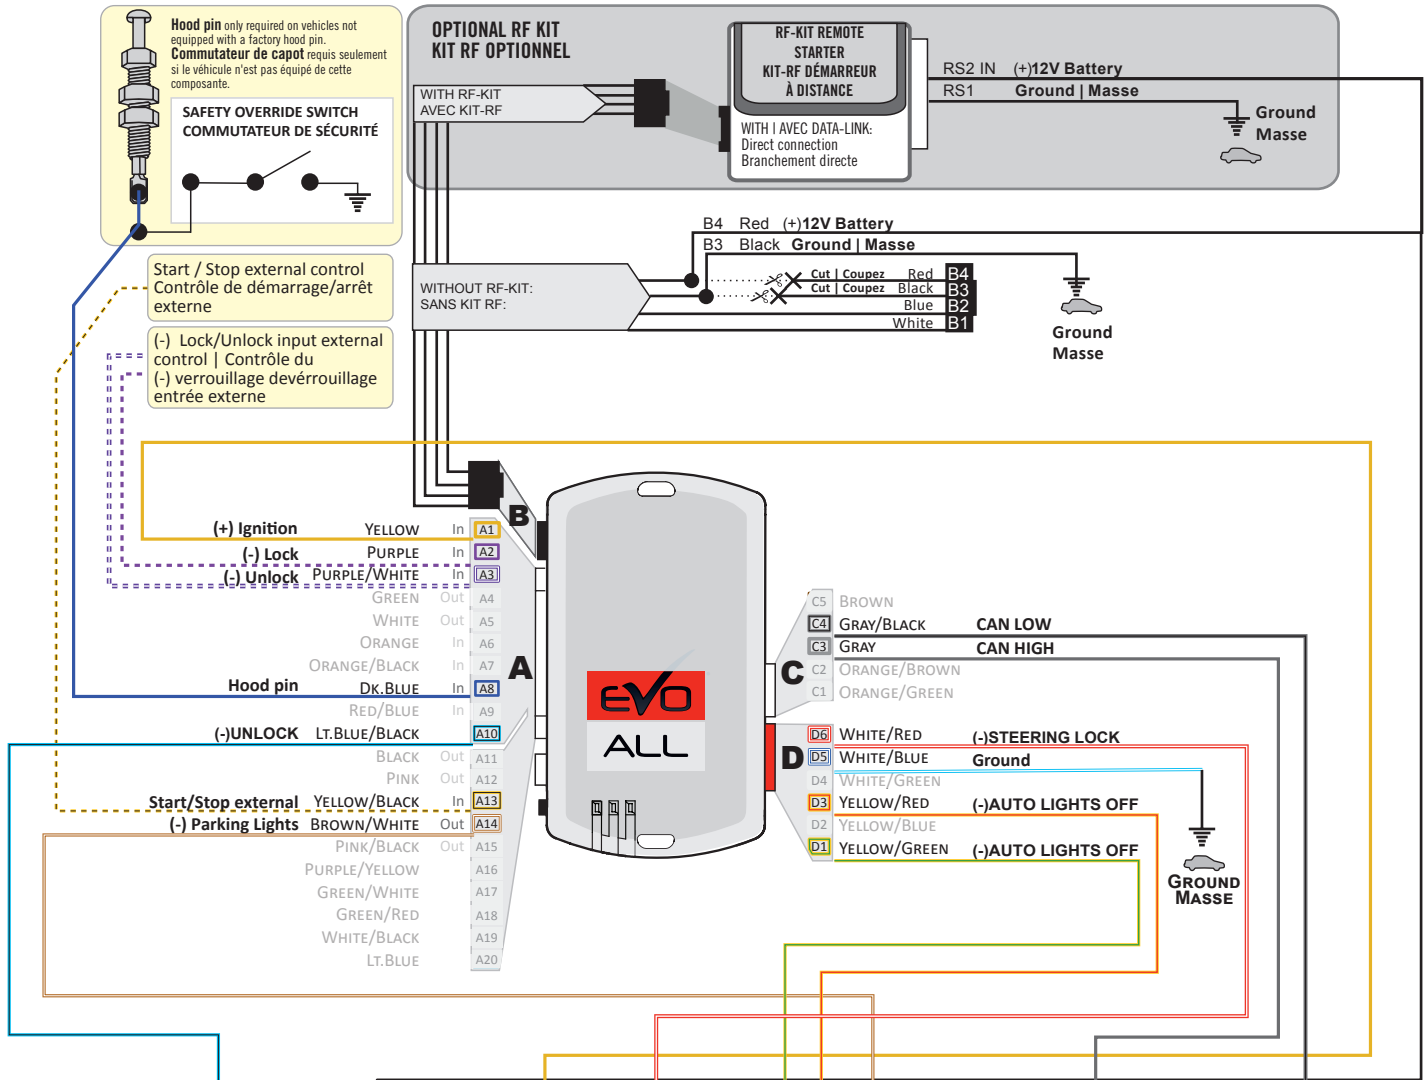 Hood pin only required on vehicles not
equipped with a factory hood pin.
Commutateur de capot requis seulement
si le véhicule n'est pas équipé de cette
composante.
SAFETY OVERRIDE SWITCH
COMMUTATEUR DE SÉCURITÉ
OPTIONAL RF KIT
KIT RF OPTIONNEL
WITH RF-KIT
AVEC KIT-RF
RF-KIT REMOTE
STARTER
KIT-RF DÉMARREUR
À DISTANCE
WITH | AVEC DATA-LINK:
Direct connection
Branchement directe
RS2 IN (+)12V Battery
RS1 Ground | Masse
Ground
Masse
B4 Red (+)12V Battery
B3 Black Ground | Masse
WITHOUT RF-KIT:
SANS KIT RF:
Cut | Coupez Red B4
Cut | Coupez Black B3
Blue B2
White B1
Ground
Masse
Start / Stop external control
Contrôle de démarrage/arrêt
externe
(-) Lock/Unlock input external
control | Contrôle du
(-) verrouillage devérrouillage
entrée externe
B
(+) Ignition YELLOW In A1
(-) Lock PURPLE In A2
(-) Unlock PURPLE/WHITE In A3
GREEN Out A4
WHITE Out A5
ORANGE In A6
ORANGE/BLACK In A7
Hood pin DK.BLUE In A8
RED/BLUE In A9
(-)UNLOCK LT.BLUE/BLACK A10
BLACK Out A11
PINK Out A12
Start/Stop external YELLOW/BLACK In A13
(-) Parking Lights BROWN/WHITE Out A14
PINK/BLACK Out A15
PURPLE/YELLOW A16
GREEN/WHITE A17
GREEN/RED A18
WHITE/BLACK A19
LT.BLUE A20
A
EVO
ALL
C
C5 BROWN
C4 GRAY/BLACK CAN LOW
C3 GRAY CAN HIGH
C2 ORANGE/BROWN
C1 ORANGE/GREEN
D
D6 WHITE/RED (-)STEERING LOCK
D5 WHITE/BLUE Ground
D4 WHITE/GREEN
D3 YELLOW/RED (-)AUTO LIGHTS OFF
D2 YELLOW/BLUE
D1 YELLOW/GREEN (-)AUTO LIGHTS OFF
GROUND
MASSE